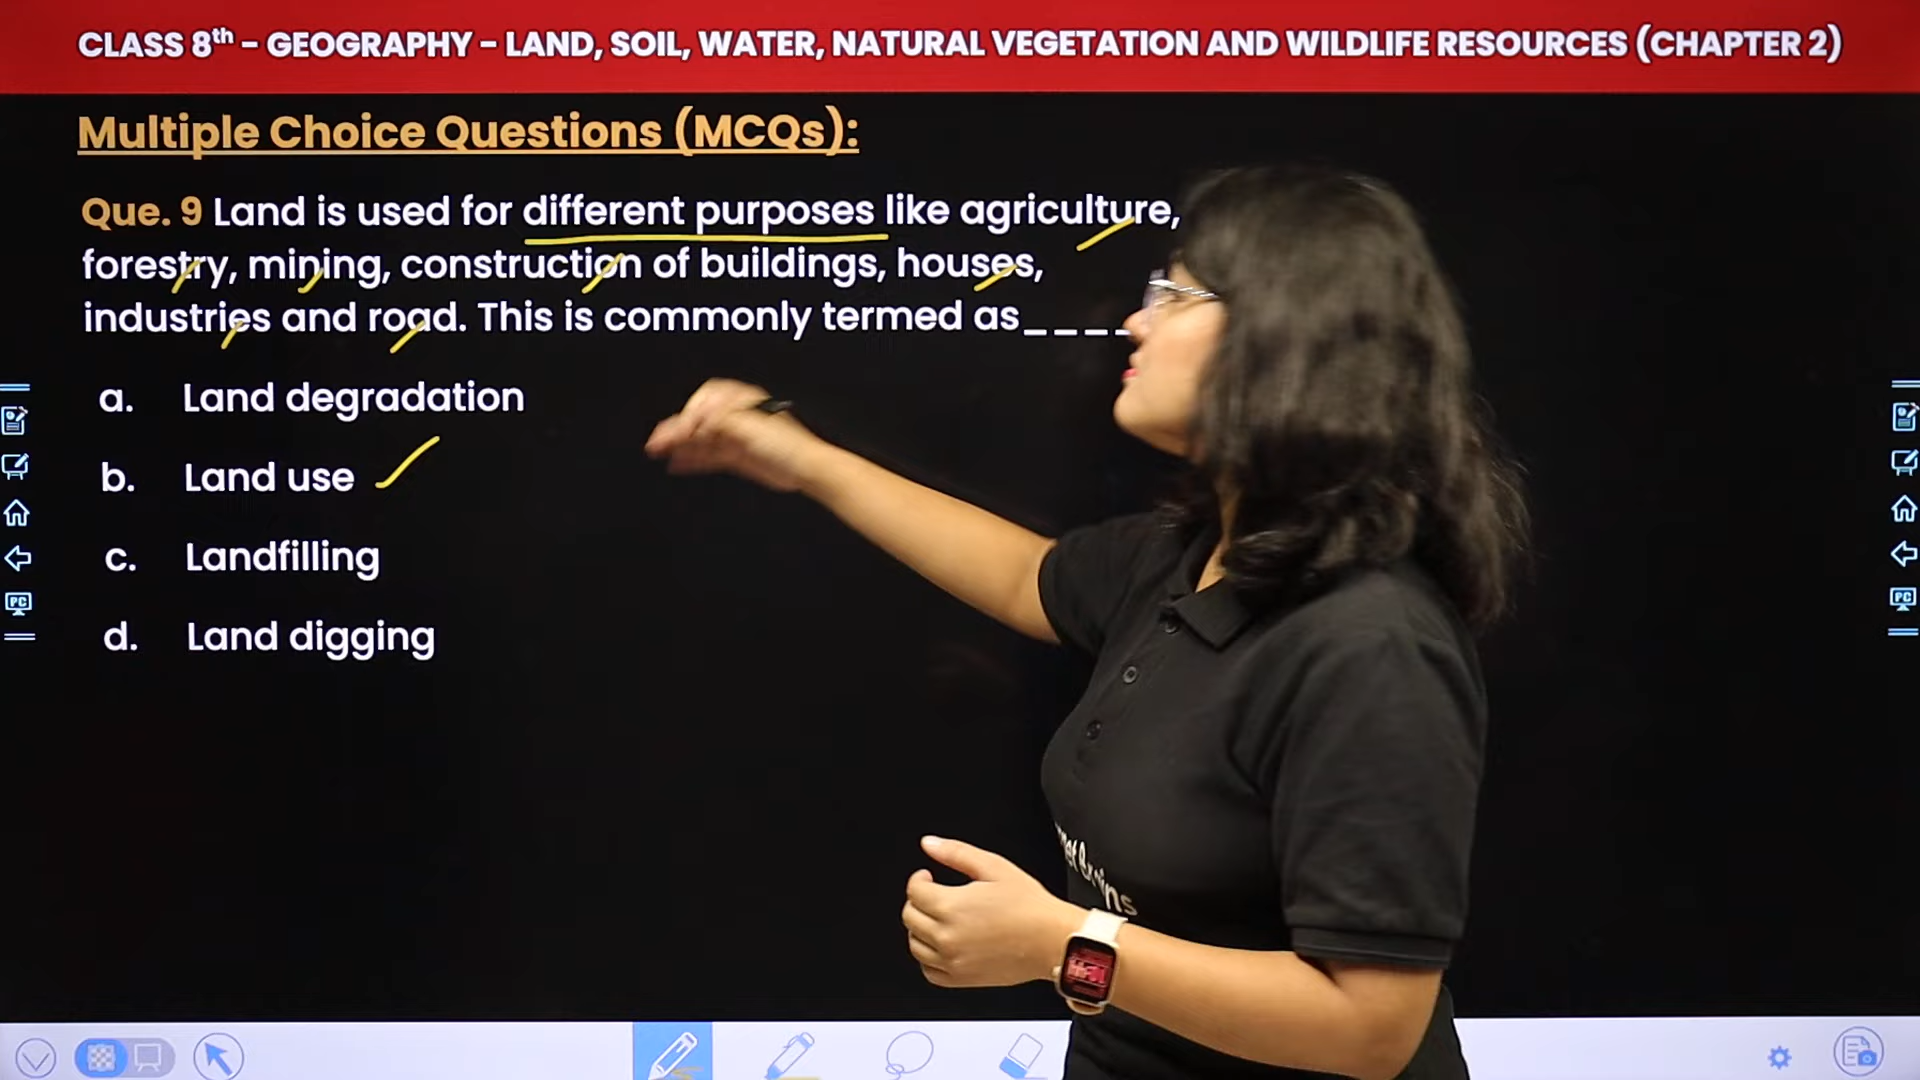 CLASS 8th - GEOGRAPHY - LAND, SOIL, WATER, NATURAL VEGETATION AND WILDLIFE RESOURCES (CHAPTER 2)
Multiple Choice Questions (MCQs):
Que. 9 Land is used for different purposes like agriculture,
forestry, mining, construction of buildings, houses,
industries and road. This is commonly termed as____
a. Land degradation
b. Land use
c. Landfilling
d. Land digging
PC
PC